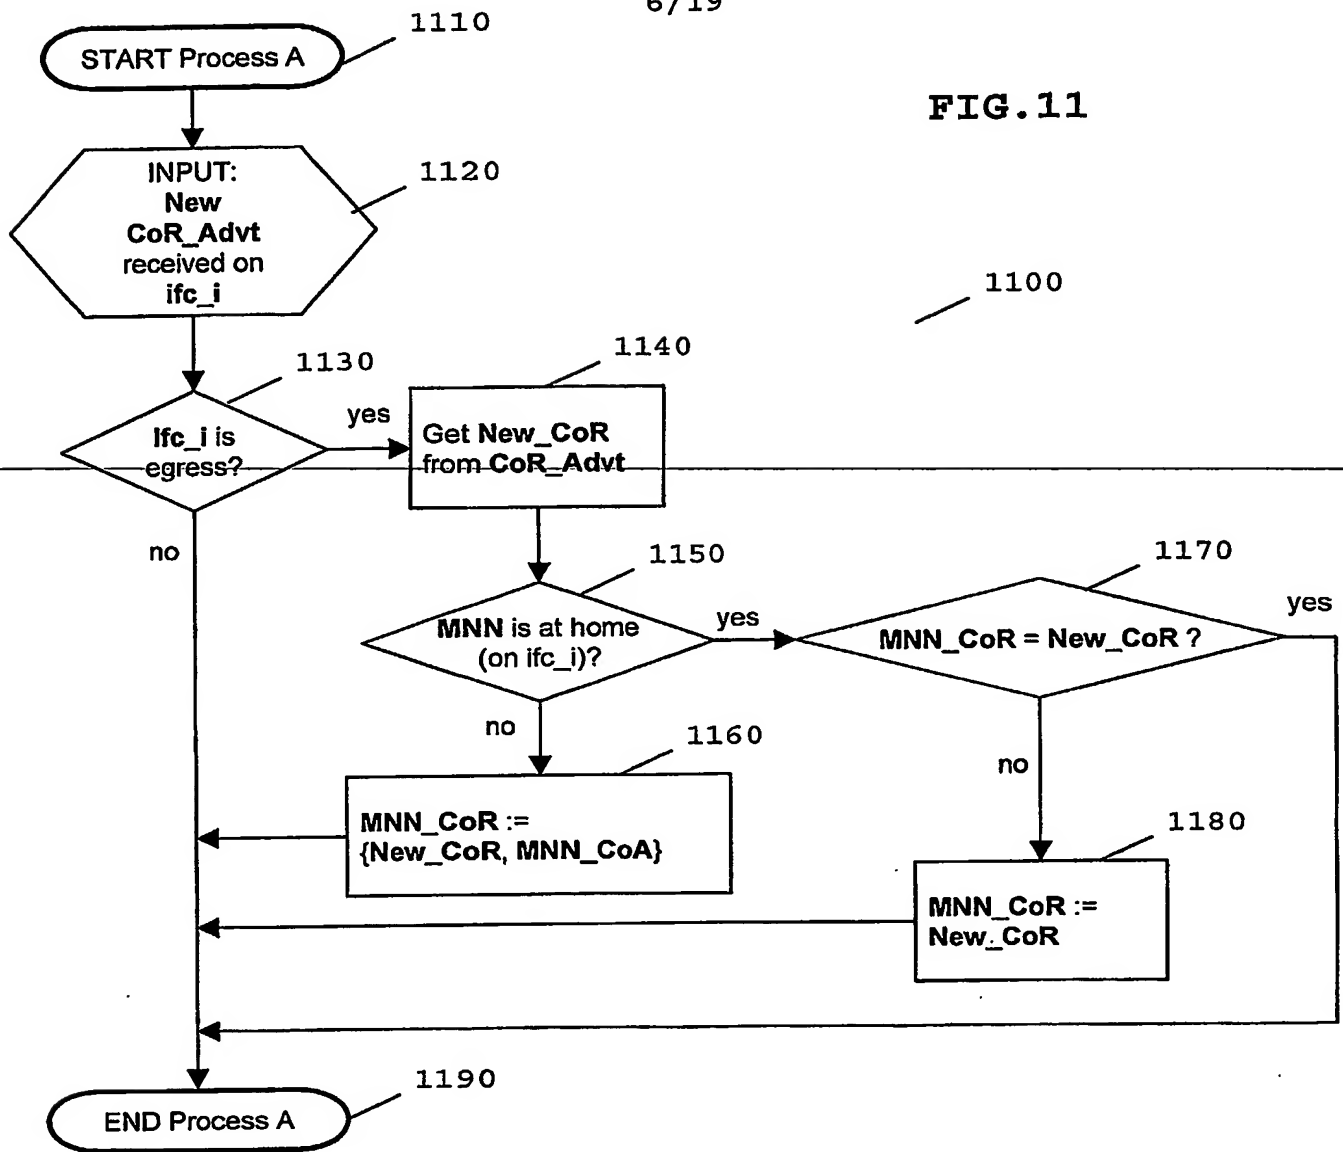 6/19
FIG.11
START Process A
1110
INPUT:
New
CoR_Advt
received on
ifc_i
1120
1100
1130
Ifc_i is
egress?
yes
no
1140
Get New_CoR
from CoR_Advt
1150
MNN is at home
(on ifc_i)?
yes
no
1170
MNN_CoR = New_CoR ?
yes
no
1160
MNN_CoR :=
{New_CoR, MNN_CoA}
1180
MNN_CoR :=
New_CoR
1190
END Process A